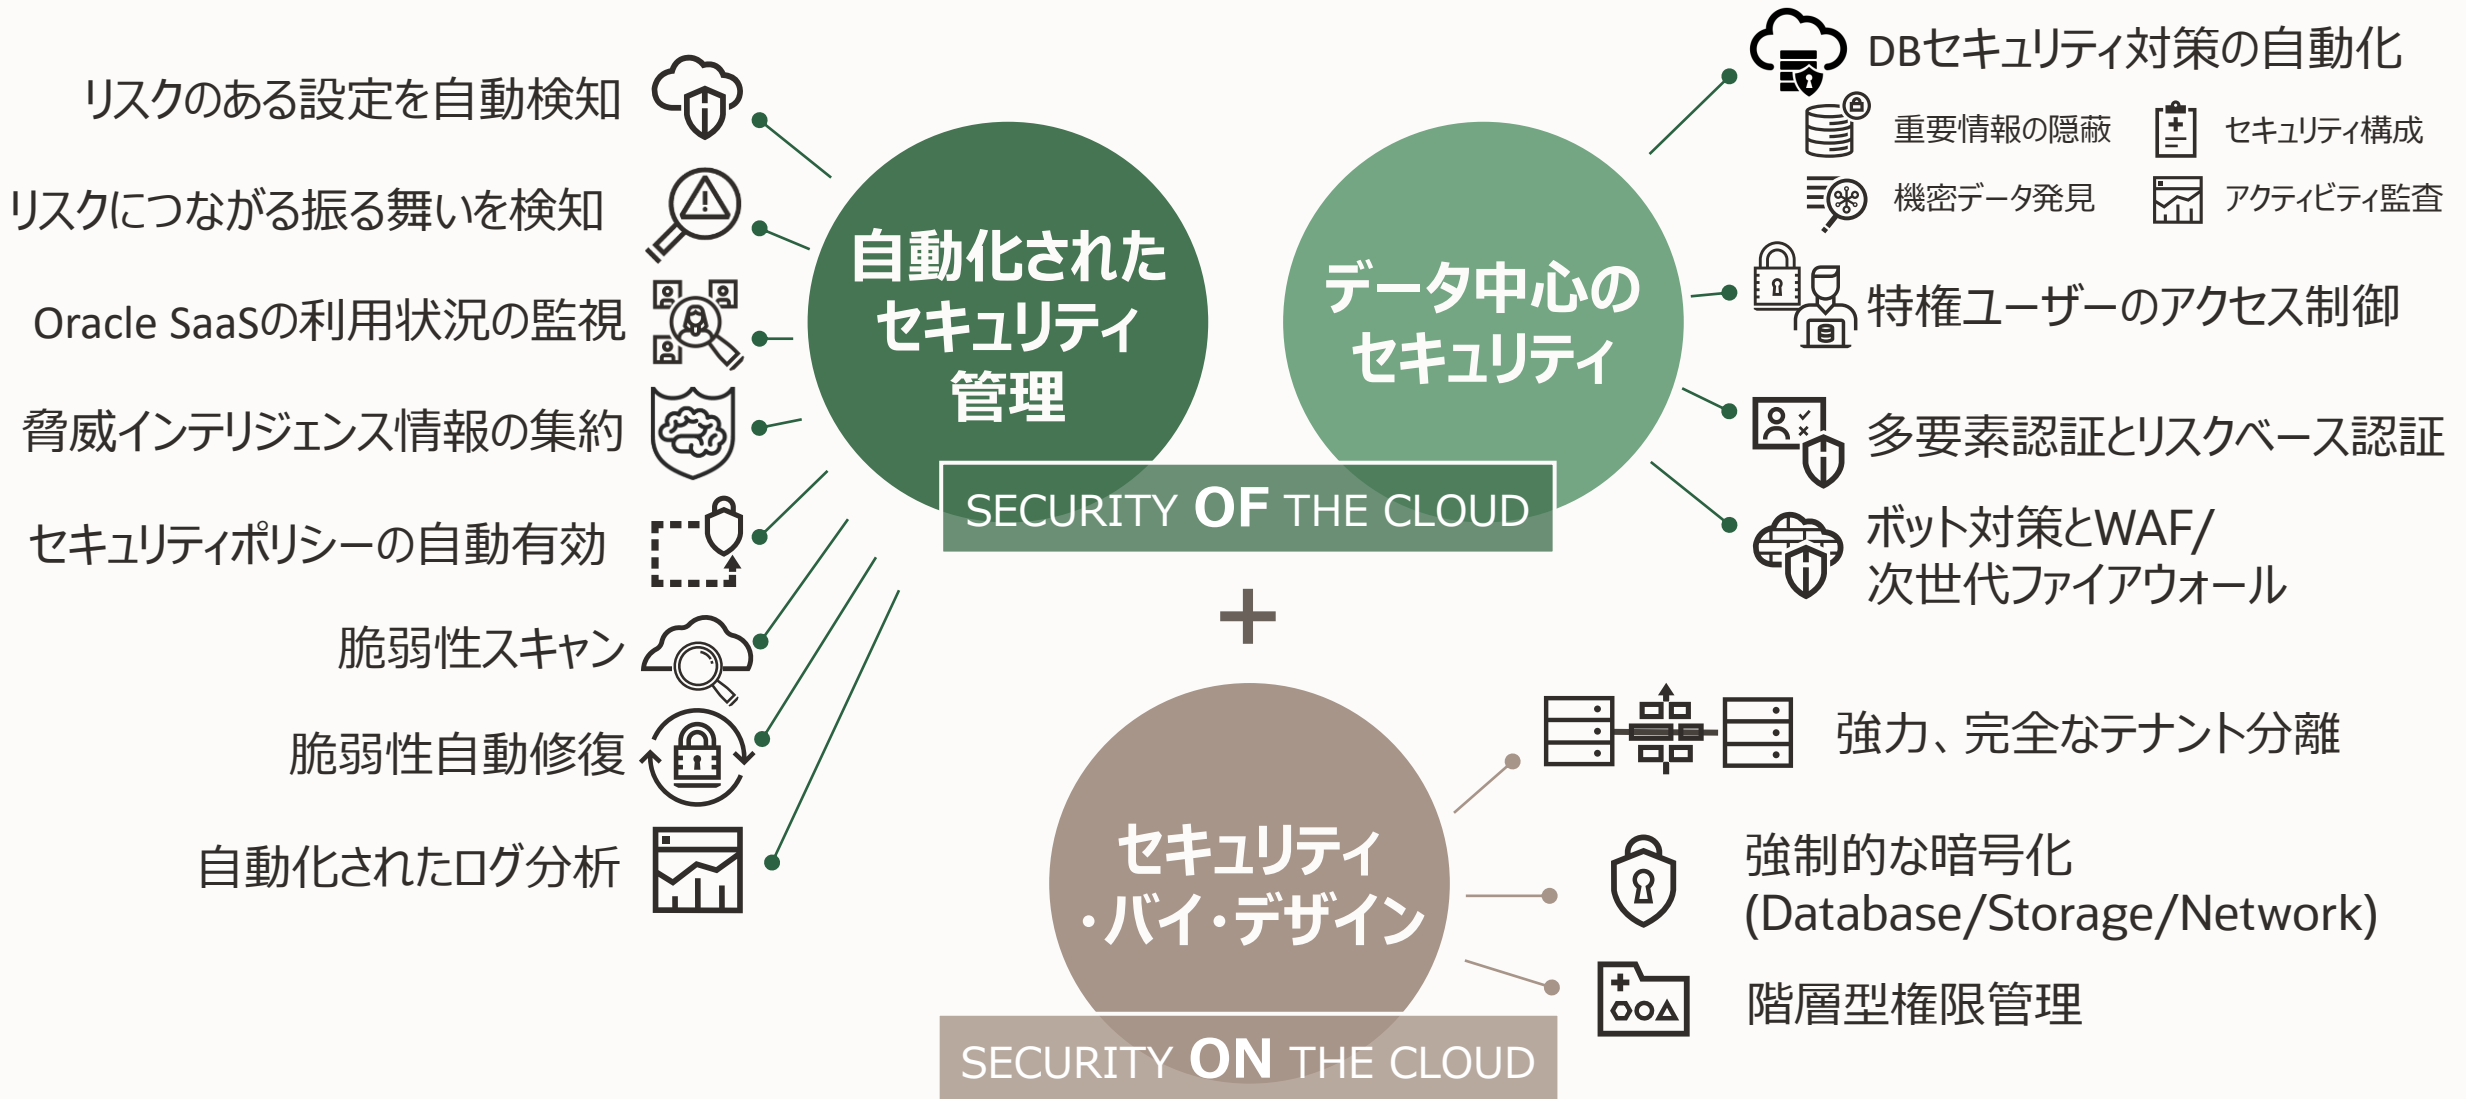 リスクのある設定を自動検知
リスクにつながる振る舞いを検知
Oracle SaaSの利用状況の監視
脅威インテリジェンス情報の集約
セキュリティポリシーの自動有効
脆弱性スキャン
脆弱性自動修復
自動化されたログ分析
自動化された
セキュリティ
管理
データ中心の
セキュリティ
SECURITY OF THE CLOUD
+
DBセキュリティ対策の自動化
重要情報の隠蔽
セキュリティ構成
機密データ発見
アクティビティ監査
特権ユーザーのアクセス制御
多要素認証とリスクベース認証
ボット対策とWAF/
次世代ファイアウォール
セキュリティ
・バイ・デザイン
SECURITY ON THE CLOUD
強力、完全なテナント分離
強制的な暗号化
(Database/Storage/Network)
階層型権限管理